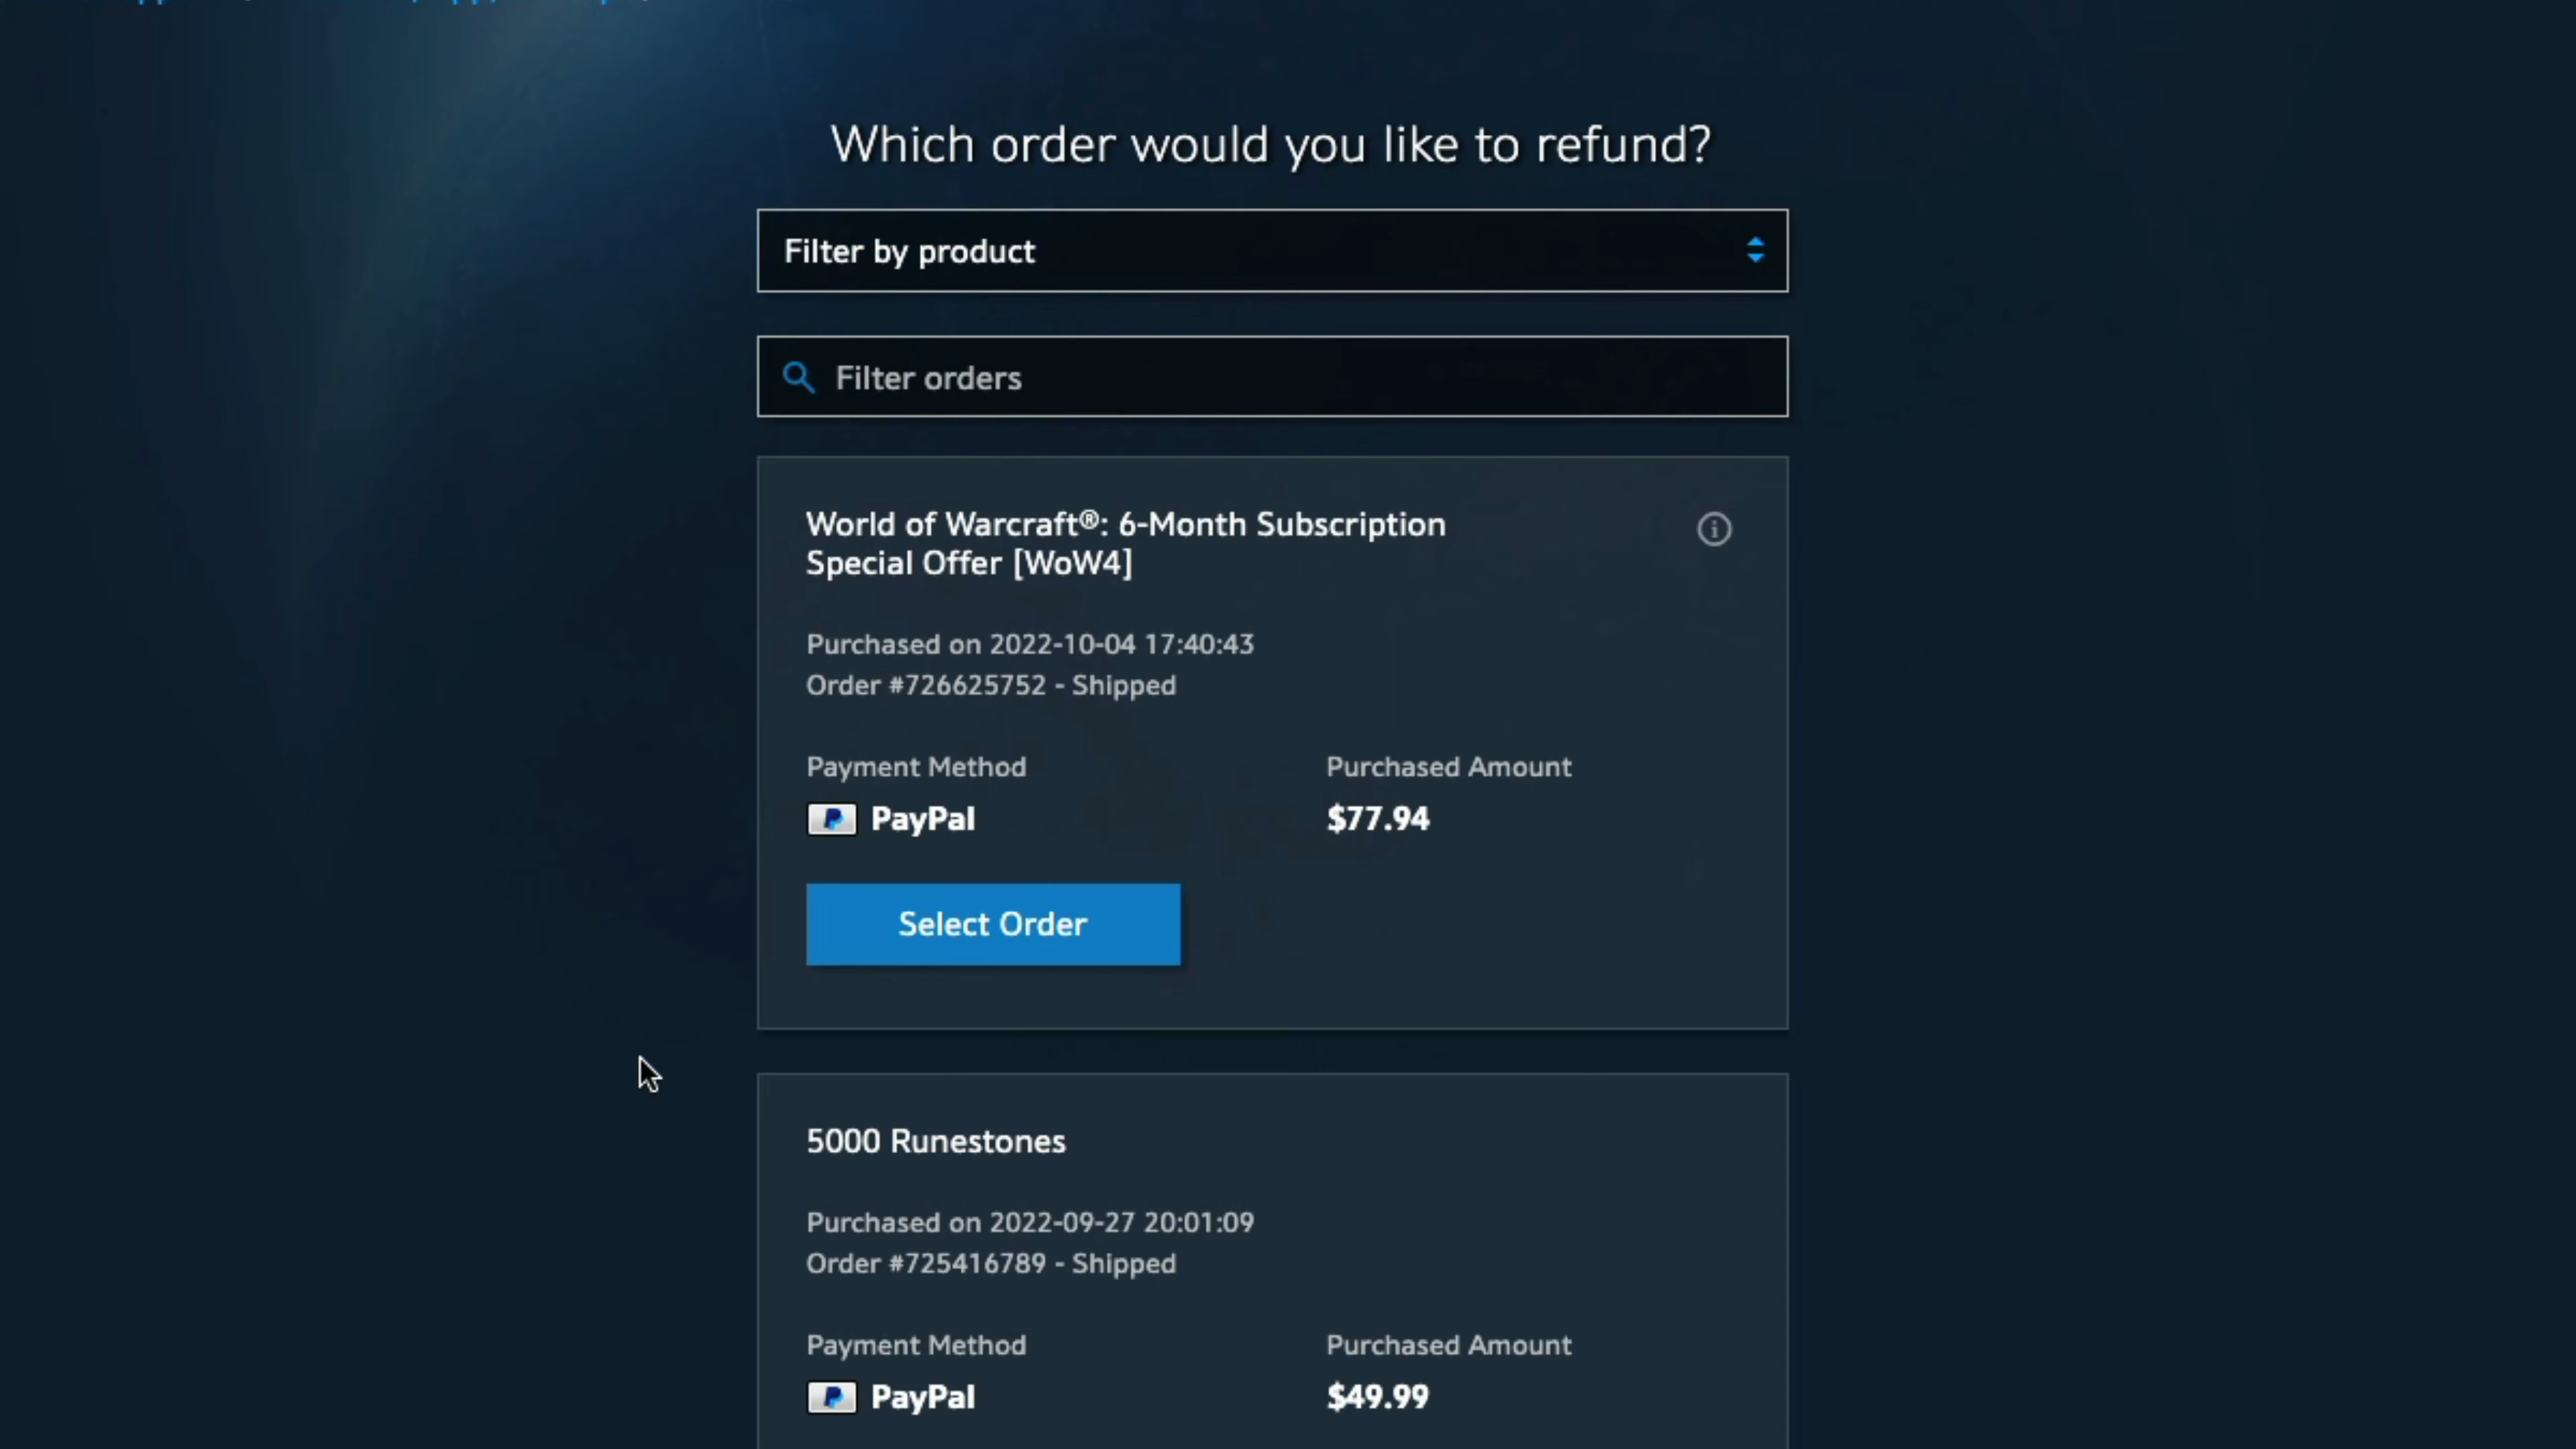 Which order would you like to refund?
Filter by product
Filter orders
World of Warcraft®: 6-Month Subscription
Special Offer [WoW4]
Purchased on 2022-10-04 17:40:43
Order #726625752 - Shipped
Payment Method
Purchased Amount
PayPal
$77.94
Select Order
5000 Runestones
Purchased on 2022-09-27 20:01:09
Order #725416789 - Shipped
Payment Method
Purchased Amount
PayPal
$49.99